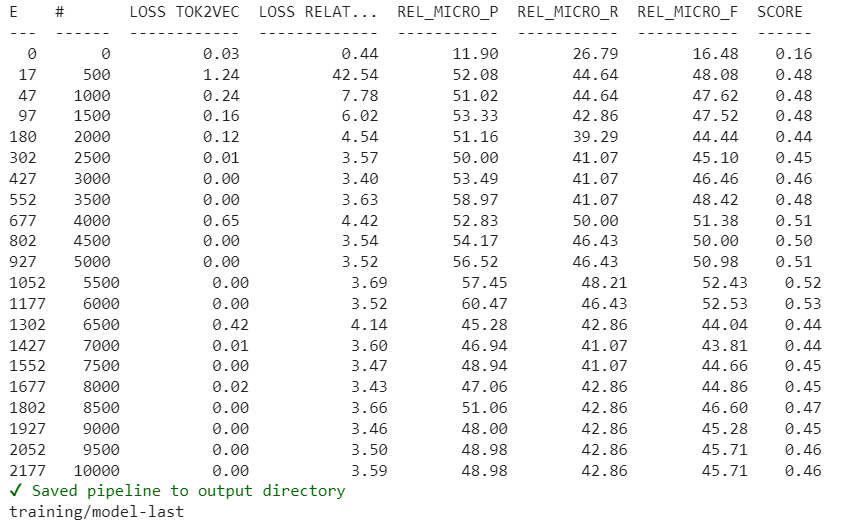 E # LOSS TOK2VEC LOSS RELAT... REL_MICRO_P REL_MICRO_R REL_MICRO_F SCORE
--- ------ ------------ ------------- ----------- ----------- ----------- ------
0 0 0.03 0.44 11.90 26.79 16.48 0.16
17 500 1.24 42.54 52.08 44.64 48.08 0.48
47 1000 0.24 7.78 51.02 44.64 47.62 0.48
97 1500 0.16 6.02 53.33 42.86 47.52 0.48
180 2000 0.12 4.54 51.16 39.29 44.44 0.44
302 2500 0.01 3.57 50.00 41.07 45.10 0.45
427 3000 0.00 3.40 53.49 41.07 46.46 0.46
552 3500 0.00 3.63 58.97 41.07 48.42 0.48
677 4000 0.65 4.42 52.83 50.00 51.38 0.51
802 4500 0.00 3.54 54.17 46.43 50.00 0.50
927 5000 0.00 3.52 56.52 46.43 50.98 0.51
1052 5500 0.00 3.69 57.45 48.21 52.43 0.52
1177 6000 0.00 3.52 60.47 46.43 52.53 0.53
1302 6500 0.42 4.14 45.28 42.86 44.04 0.44
1427 7000 0.01 3.60 46.94 41.07 43.81 0.44
1552 7500 0.00 3.47 48.94 41.07 44.66 0.45
1677 8000 0.02 3.43 47.06 42.86 44.86 0.45
1802 8500 0.00 3.66 51.06 42.86 46.60 0.47
1927 9000 0.00 3.46 48.00 42.86 45.28 0.45
2052 9500 0.00 3.50 48.98 42.86 45.71 0.46
2177 10000 0.00 3.59 48.98 42.86 45.71 0.46
✔ Saved pipeline to output directory
training/model-last